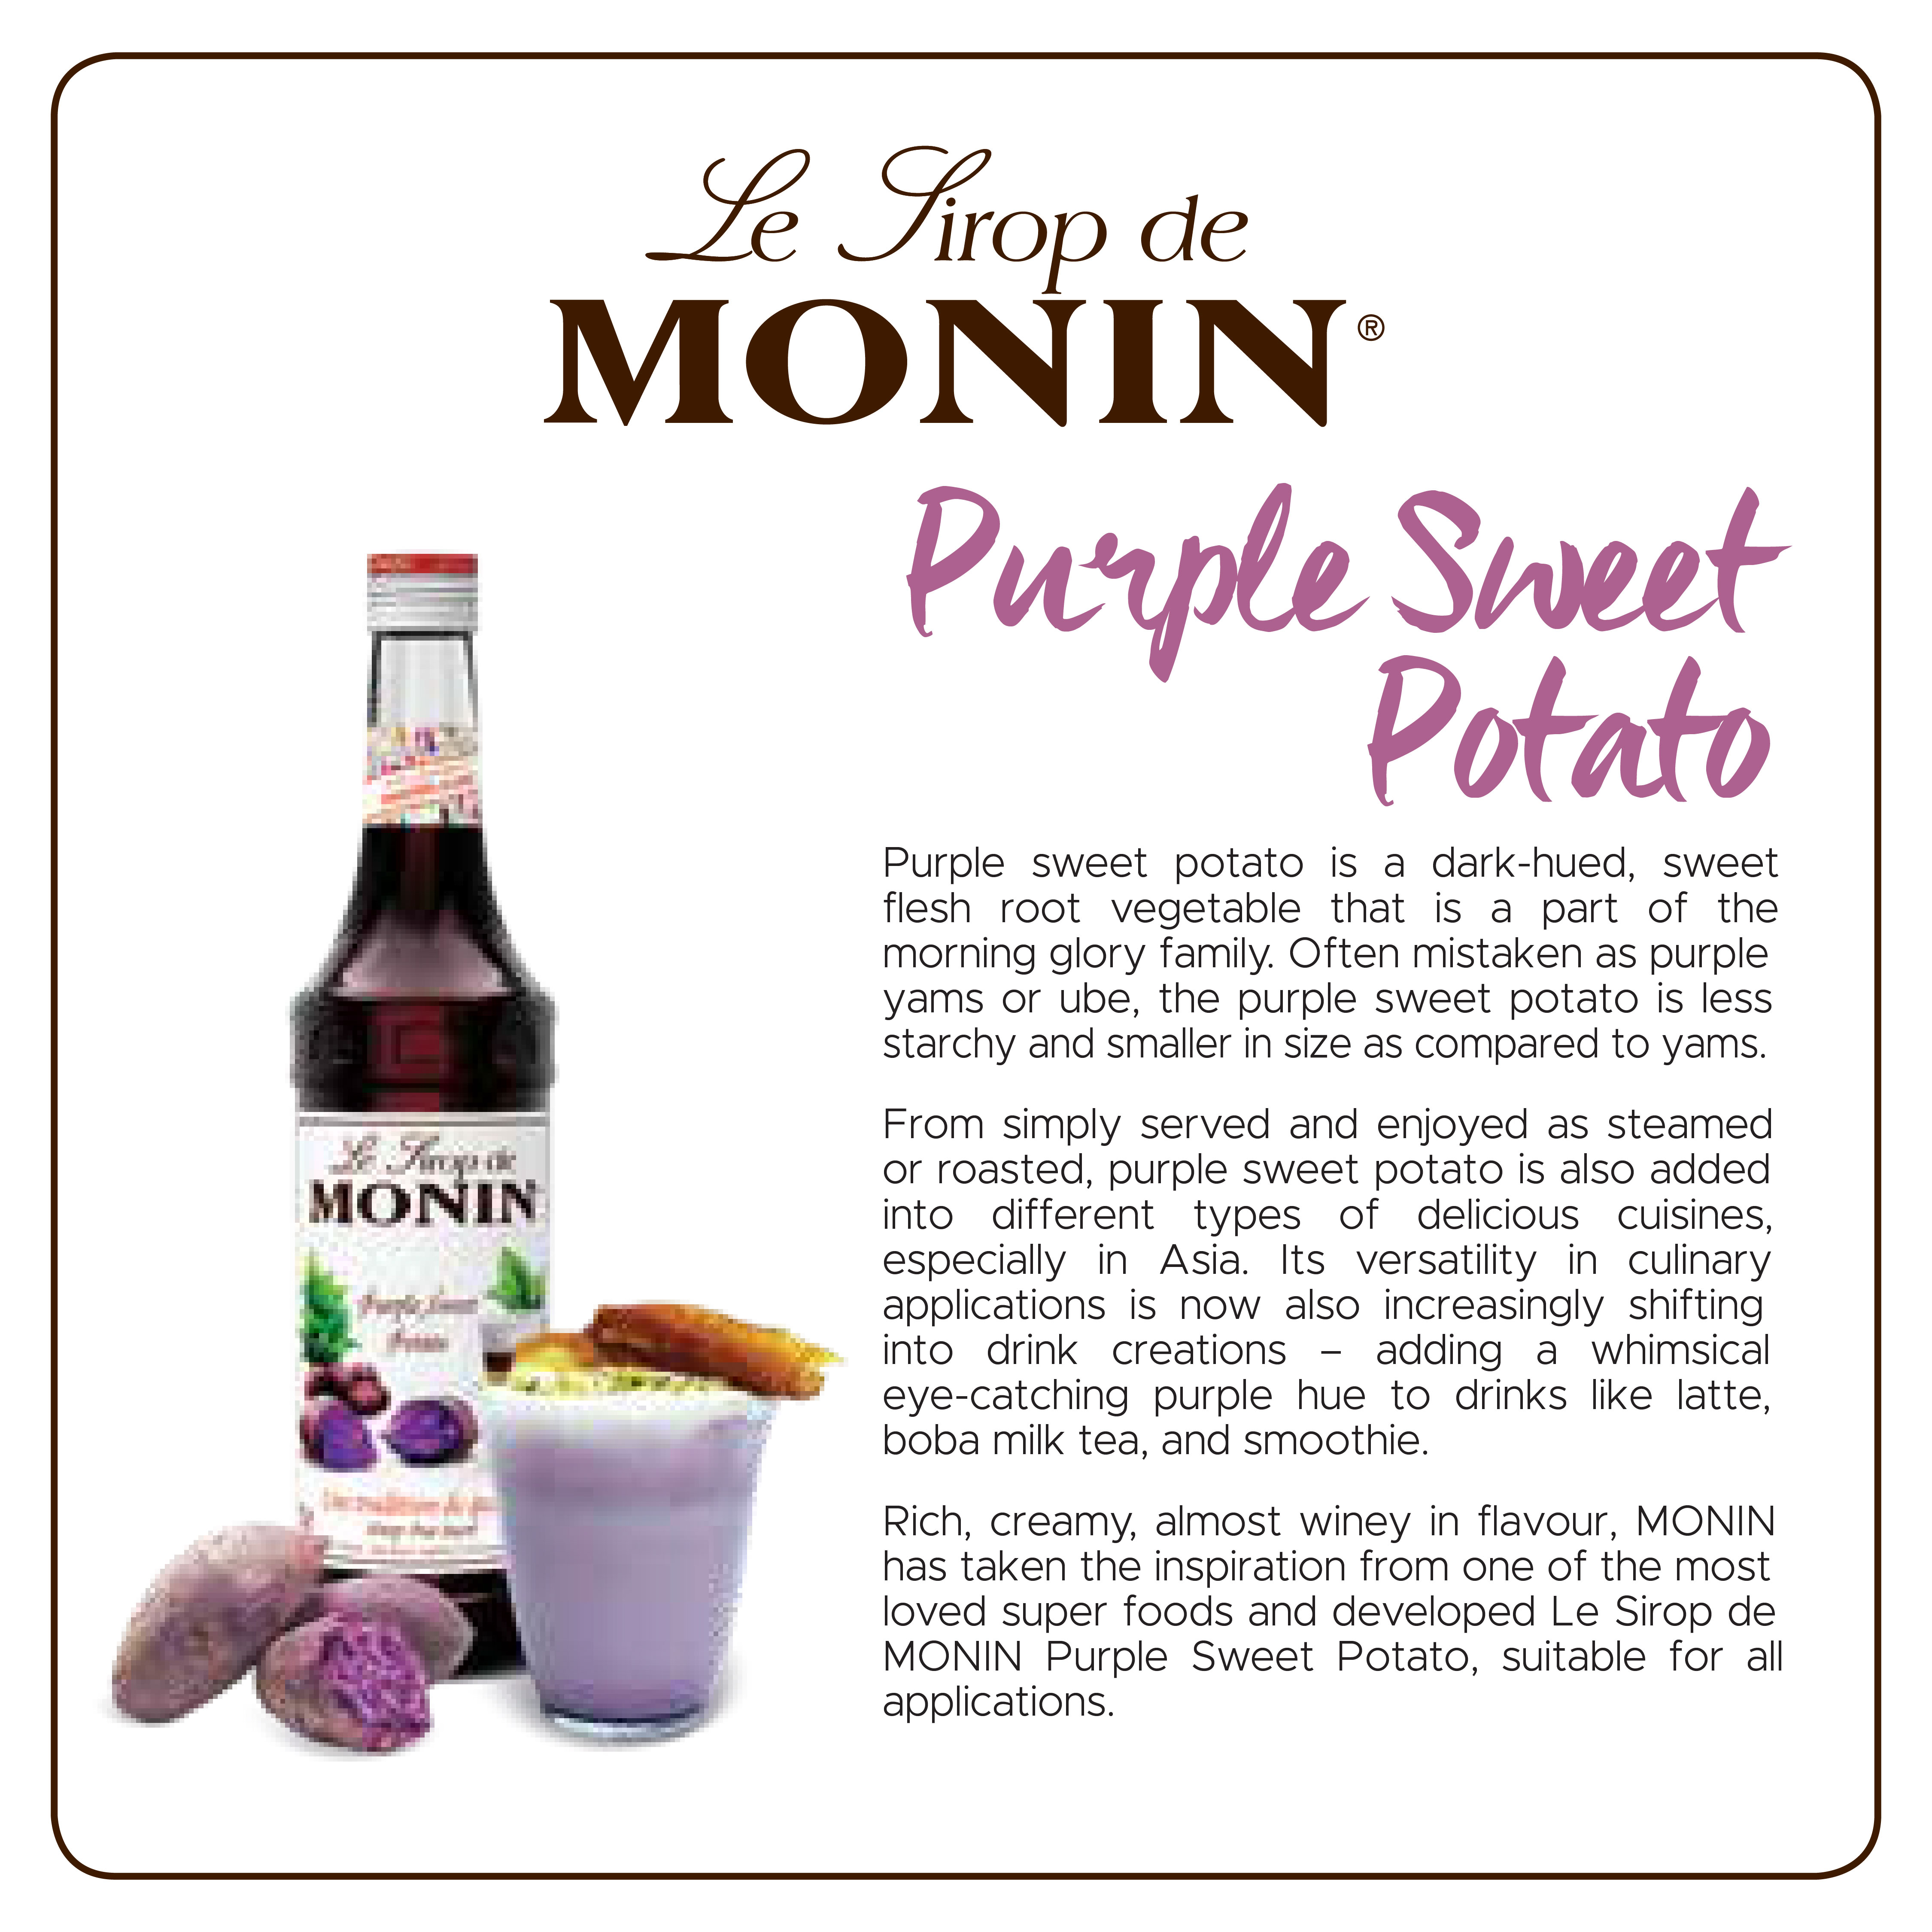 Le Sirop de
MONIN®
Purple Sweet
Potato
Purple sweet potato is a dark-hued, sweet
flesh root vegetable that is a part of the
morning glory family. Often mistaken as purple
yams or ube, the purple sweet potato is less
starchy and smaller in size as compared to yams.
From simply served and enjoyed as steamed
or roasted, purple sweet potato is also added
into different types of delicious cuisines,
especially in Asia. Its versatility in culinary
applications is now also increasingly shifting
into drink creations – adding a whimsical
eye-catching purple hue to drinks like latte,
boba milk tea, and smoothie.
Rich, creamy, almost winey in flavour, MONIN
has taken the inspiration from one of the most
loved super foods and developed Le Sirop de
MONIN Purple Sweet Potato, suitable for all
applications.
Le Sirop de
MONIN